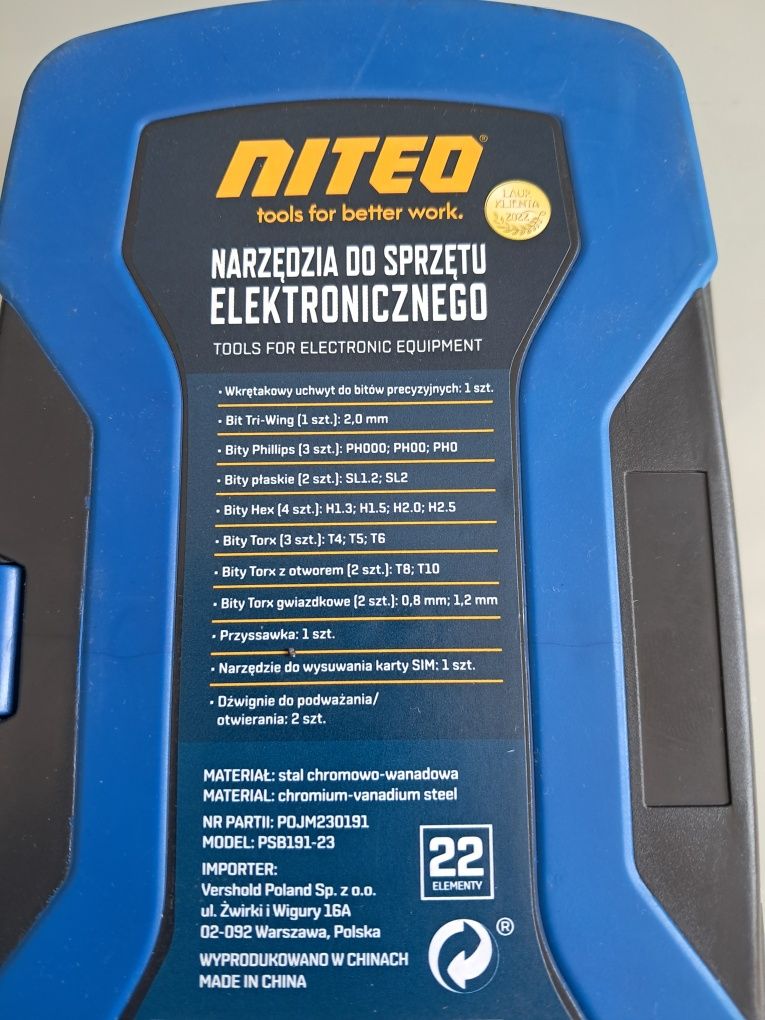 NITEO®
tools for better work.
LAUR
KLIENTA
2022
NARZĘDZIA DO SPRZĘTU
ELEKTRONICZNEGO
TOOLS FOR ELECTRONIC EQUIPMENT
• Wkrętakowy uchwyt do bitów precyzyjnych: 1 szt.
• Bit Tri-Wing (1 szt.): 2,0 mm
• Bity Phillips (3 szt.): PH000; PH00; PH0
• Bity płaskie (2 szt.): SL1.2; SL2
• Bity Hex (4 szt.): H1.3; H1.5; H2.0; H2.5
• Bity Torx (3 szt.): T4; T5; T6
• Bity Torx z otworem (2 szt.): T8; T10
• Bity Torx gwiazdkowe (2 szt.): 0,8 mm; 1,2 mm
• Przyssawka: 1 szt.
• Narzędzie do wysuwania karty SIM: 1 szt.
• Dźwignie do podważania/
otwierania: 2 szt.
MATERIAŁ: stal chromowo-wanadowa
MATERIAL: chromium-vanadium steel
NR PARTII: POJM230191
MODEL: PSB191-23
IMPORTER:
Vershold Poland Sp. z o.o.
ul. Żwirki i Wigury 16A
02-092 Warszawa, Polska
WYPRODUKOWANO W CHINACH
MADE IN CHINA
22
ELEMENTY
®